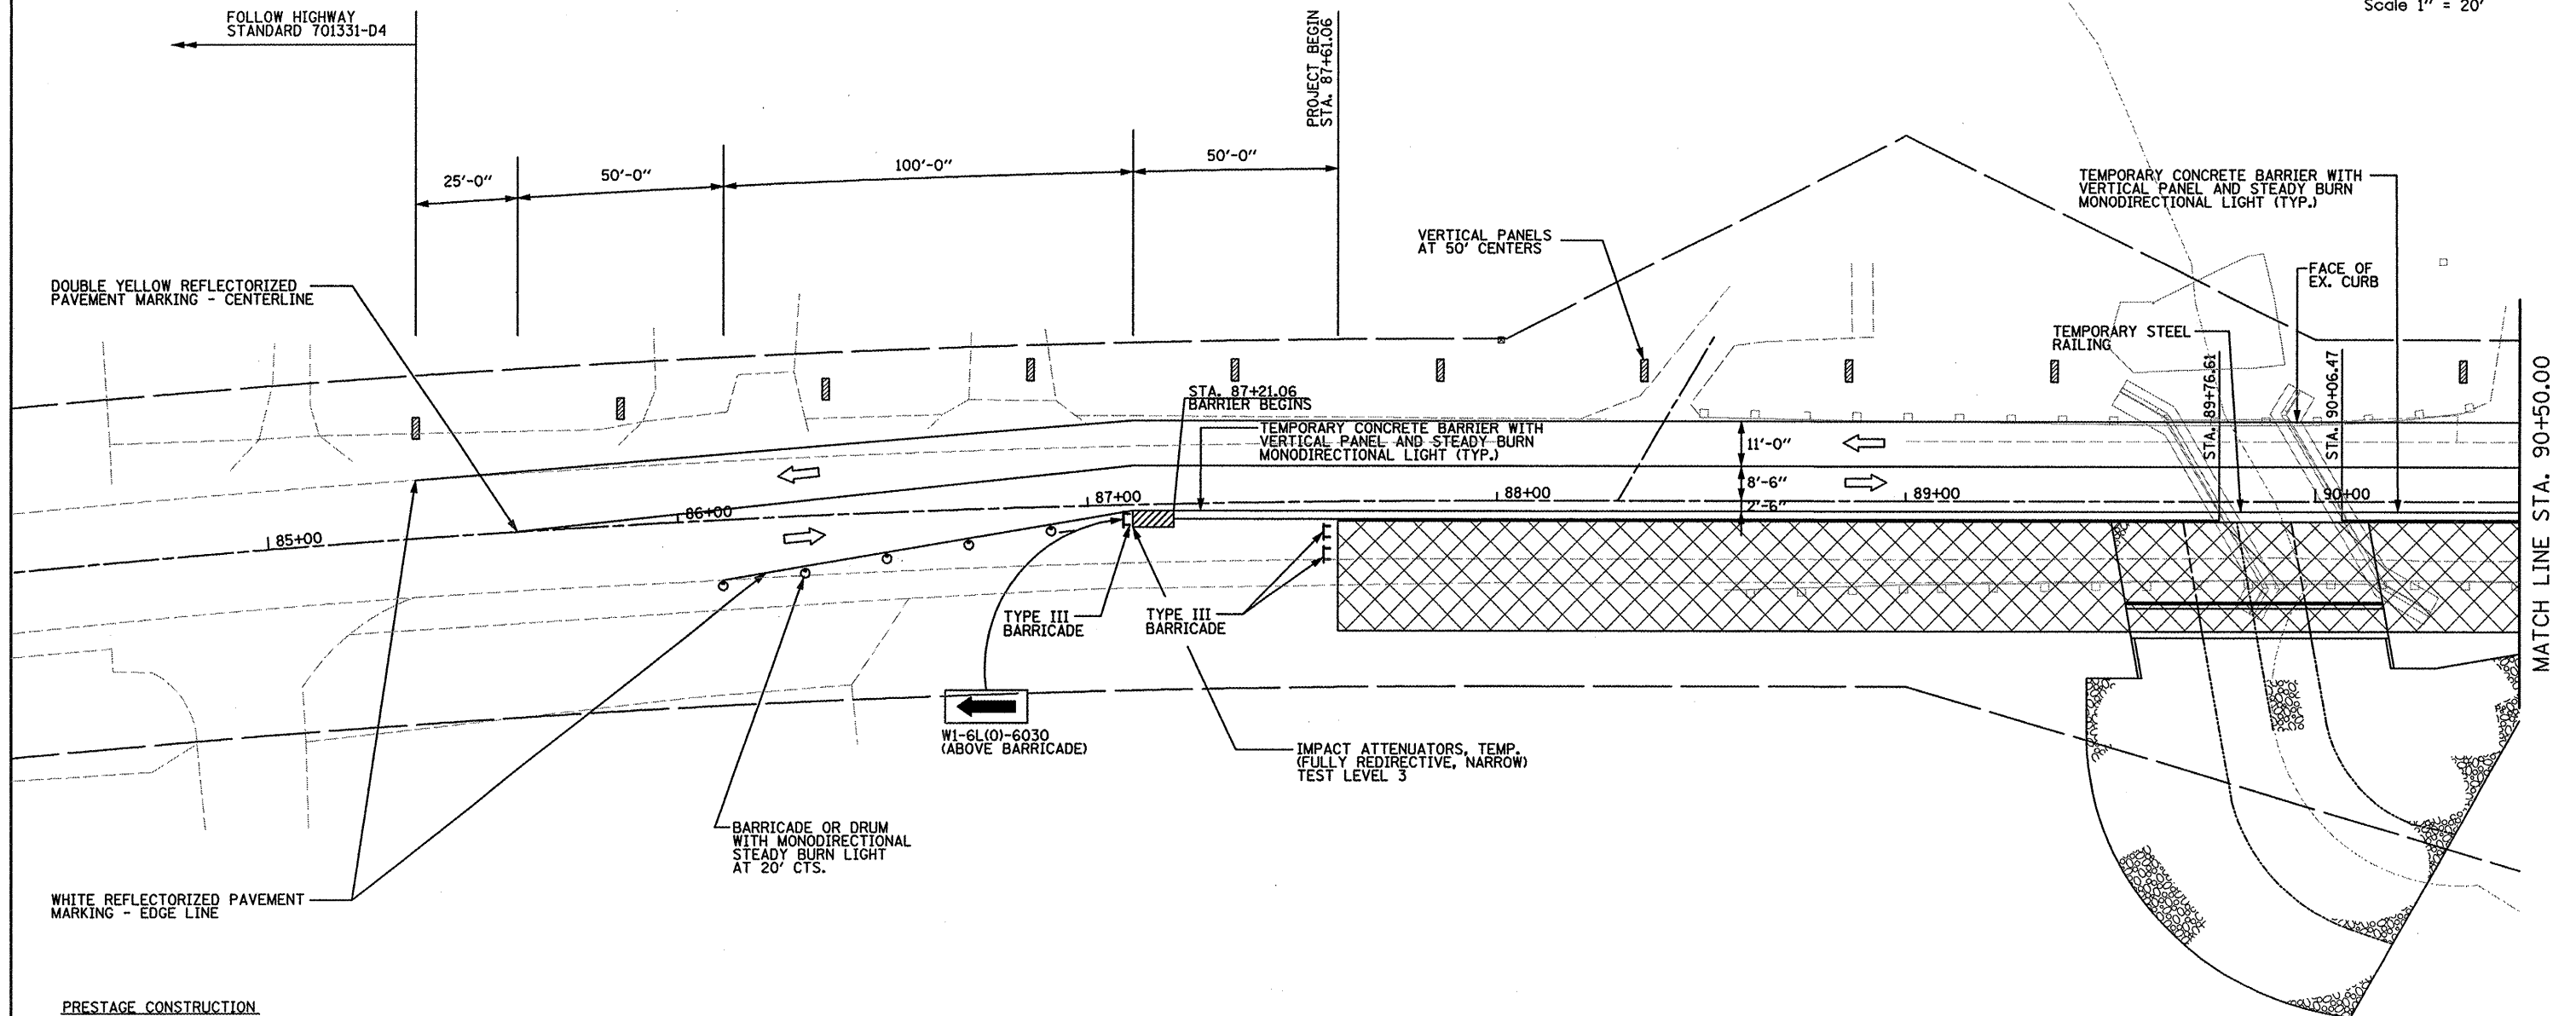 Scale 1" = 20'
FOLLOW HIGHWAY
STANDARD 701331-D4
PROJECT BEGIN
STA. 87+61.06
25'-0"
50'-0"
100'-0"
50'-0"
TEMPORARY CONCRETE BARRIER WITH
VERTICAL PANEL AND STEADY BURN
MONODIRECTIONAL LIGHT (TYP.)
VERTICAL PANELS
AT 50' CENTERS
FACE OF
EX. CURB
DOUBLE YELLOW REFLECTORIZED
PAVEMENT MARKING - CENTERLINE
TEMPORARY STEEL
RAILING
STA. 89+76.61
STA. 90+06.47
MATCH LINE STA. 90+50.00
STA. 87+21.06
BARRIER BEGINS
TEMPORARY CONCRETE BARRIER WITH
VERTICAL PANEL AND STEADY BURN
MONODIRECTIONAL LIGHT (TYP.)
11'-0"
8'-6"
2'-6"
85+00
86+00
87+00
88+00
89+00
90+00
TYPE III
BARRICADE
TYPE III
BARRICADE
W1-6L(O)-6030
(ABOVE BARRICADE)
IMPACT ATTENUATORS, TEMP.
(FULLY REDIRECTIVE, NARROW)
TEST LEVEL 3
BARRICADE OR DRUM
WITH MONODIRECTIONAL
STEADY BURN LIGHT
AT 20' CTS.
WHITE REFLECTORIZED PAVEMENT
MARKING - EDGE LINE
PRESTAGE CONSTRUCTION